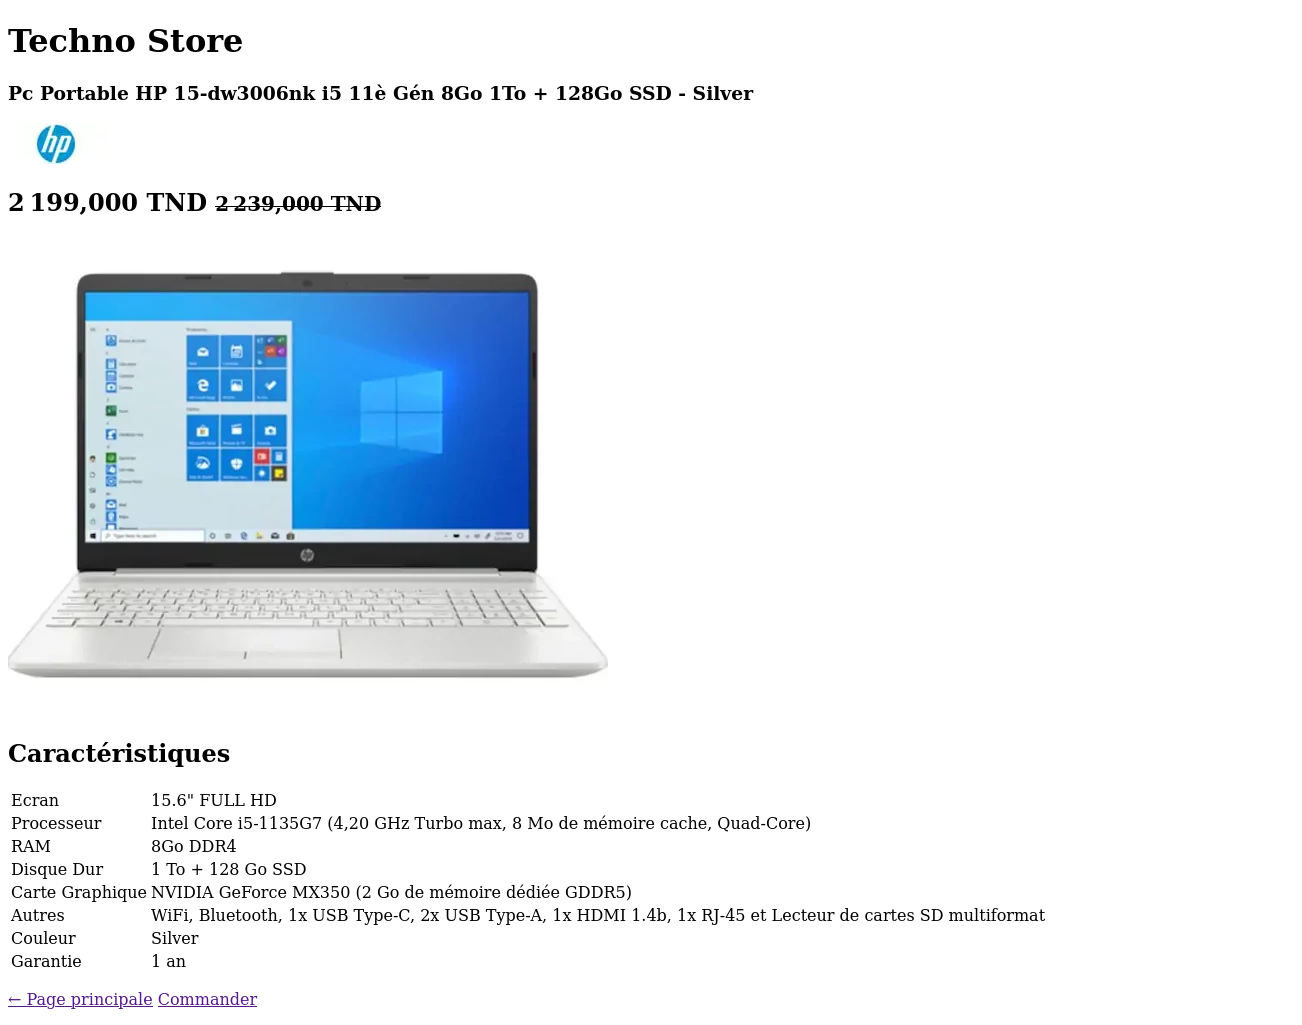 Techno Store
Pc Portable HP 15-dw3006nk i5 11è Gén 8Go 1To + 128Go SSD - Silver
hp
2 199,000 TND 2 239,000 TND
Caractéristiques
Ecran 15.6" FULL HD
Processeur Intel Core i5-1135G7 (4,20 GHz Turbo max, 8 Mo de mémoire cache, Quad-Core)
RAM 8Go DDR4
Disque Dur 1 To + 128 Go SSD
Carte Graphique NVIDIA GeForce MX350 (2 Go de mémoire dédiée GDDR5)
Autres WiFi, Bluetooth, 1x USB Type-C, 2x USB Type-A, 1x HDMI 1.4b, 1x RJ-45 et Lecteur de cartes SD multiformat
Couleur Silver
Garantie 1 an
← Page principale Commander